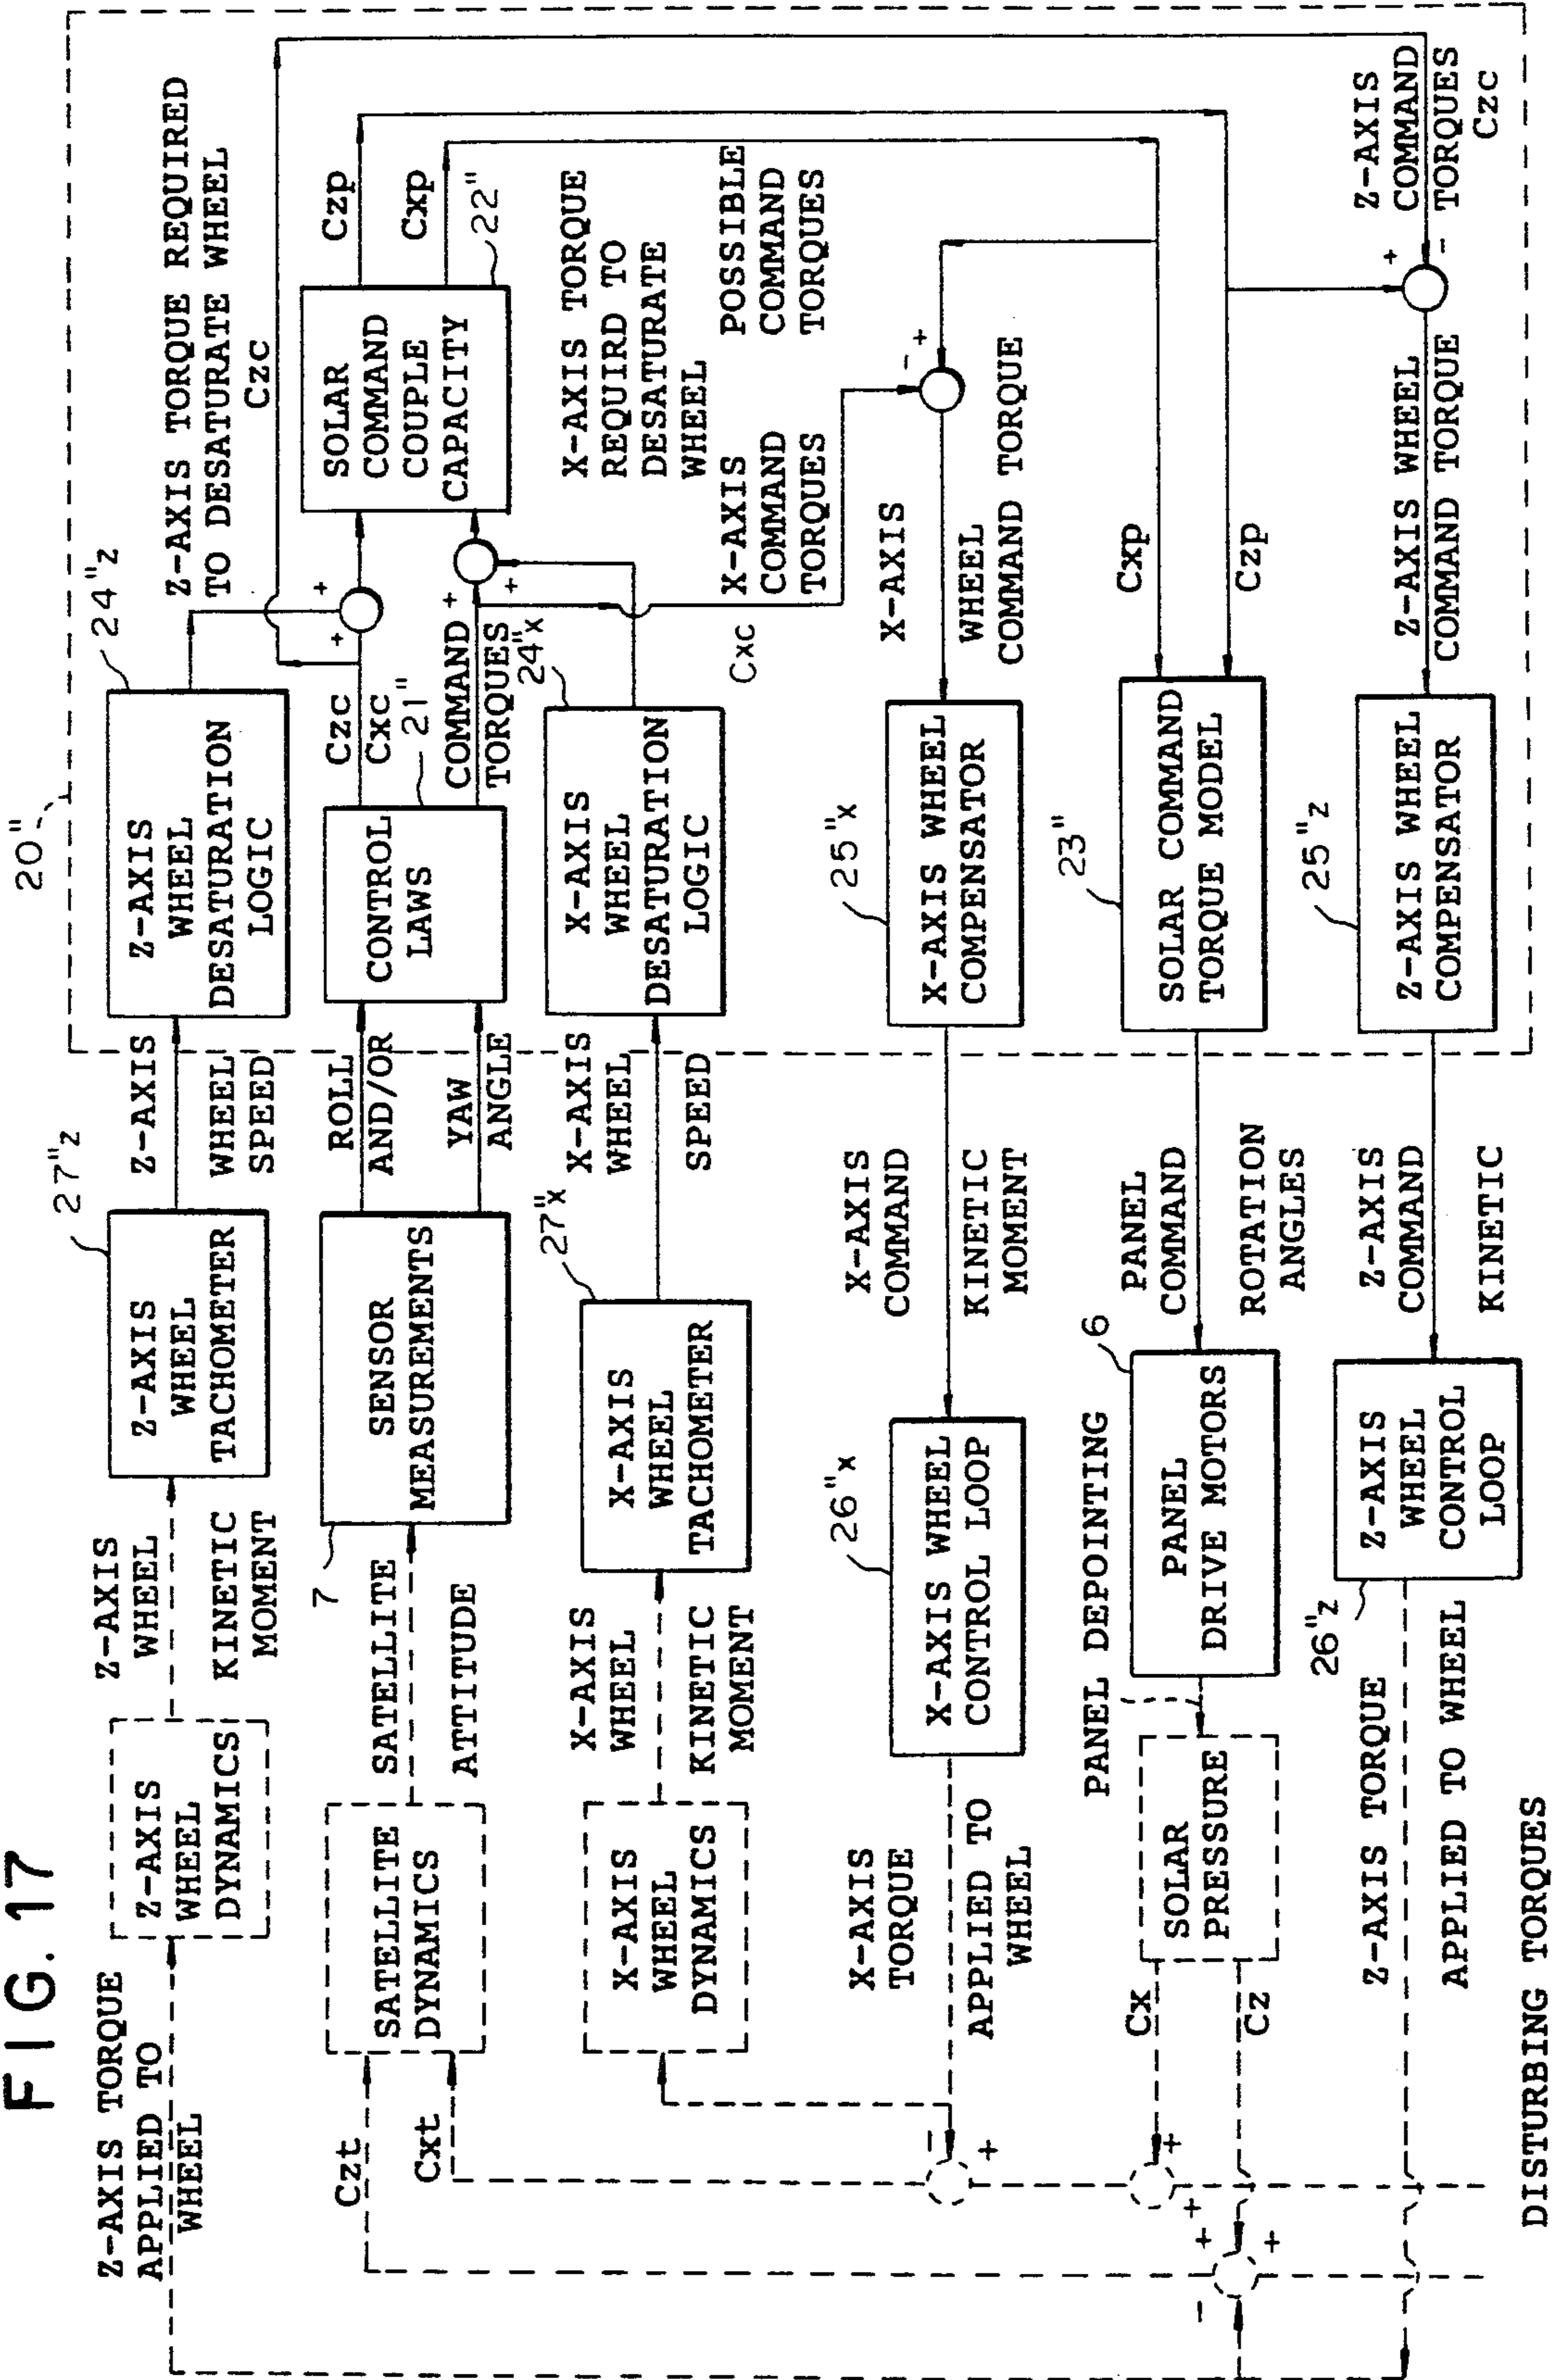 FIG. 17
20"
Z-AXIS TORQUE
APPLIED TO
WHEEL
Z-AXIS
WHEEL
DYNAMICS
Z-AXIS
WHEEL
KINETIC
MOMENT
27"z
Z-AXIS
WHEEL
TACHOMETER
Z-AXIS
WHEEL
SPEED
24"z
Z-AXIS
WHEEL
DESATURATION
LOGIC
Z-AXIS TORQUE REQUIRED
TO DESATURATE WHEEL
Czc
Czt
Cxt
SATELLITE
DYNAMICS
SATELLITE
ATTITUDE
7
SENSOR
MEASUREMENTS
ROLL
AND/OR
YAW
ANGLE
CONTROL
LAWS
21"
Czc
Cxc
COMMAND
TORQUES
+
+
+
+
SOLAR
COMMAND
COUPLE
CAPACITY
22"
Czp
Cxp
X-AXIS
WHEEL
DYNAMICS
X-AXIS
WHEEL
KINETIC
MOMENT
27"x
X-AXIS
WHEEL
TACHOMETER
X-AXIS
WHEEL
SPEED
24"x
X-AXIS
WHEEL
DESATURATION
LOGIC
X-AXIS TORQUE
REQUIRD TO
DESATURATE
WHEEL
Cxc
X-AXIS
COMMAND
TORQUES
POSSIBLE
COMMAND
TORQUES
X-AXIS
TORQUE
APPLIED TO
WHEEL
26"x
X-AXIS WHEEL
CONTROL LOOP
X-AXIS
COMMAND
KINETIC
MOMENT
25"x
X-AXIS WHEEL
COMPENSATOR
X-AXIS
WHEEL
COMMAND TORQUE
-
+
-
+
Cx
Cz
SOLAR
PRESSURE
PANEL DEPOINTING
6
PANEL
DRIVE MOTORS
PANEL
COMMAND
ROTATION
ANGLES
23"
SOLAR COMMAND
TORQUE MODEL
Cxp
Czp
+
+
+
+
-
Z-AXIS TORQUE
APPLIED TO WHEEL
26"z
Z-AXIS
WHEEL
CONTROL
LOOP
Z-AXIS
COMMAND
KINETIC
25"z
Z-AXIS WHEEL
COMPENSATOR
Z-AXIS WHEEL
COMMAND TORQUE
+
-
Z-AXIS
COMMAND
TORQUES
Czc
DISTURBING TORQUES